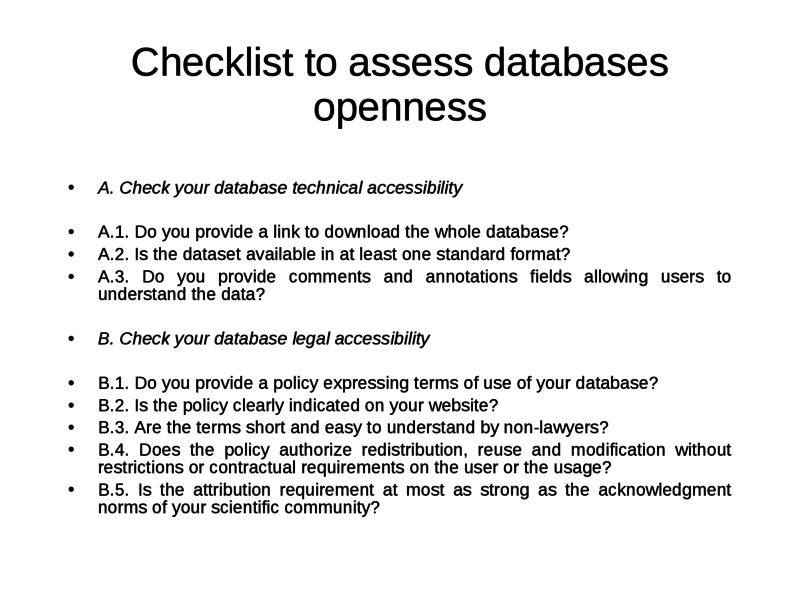 Checklist to assess databases
openness
• A. Check your database technical accessibility
• A.1. Do you provide a link to download the whole database?
• A.2. Is the dataset available in at least one standard format?
• A.3. Do you provide comments and annotations fields allowing users to
understand the data?
• B. Check your database legal accessibility
• B.1. Do you provide a policy expressing terms of use of your database?
• B.2. Is the policy clearly indicated on your website?
• B.3. Are the terms short and easy to understand by non-lawyers?
• B.4. Does the policy authorize redistribution, reuse and modification without
restrictions or contractual requirements on the user or the usage?
• B.5. Is the attribution requirement at most as strong as the acknowledgment
norms of your scientific community?